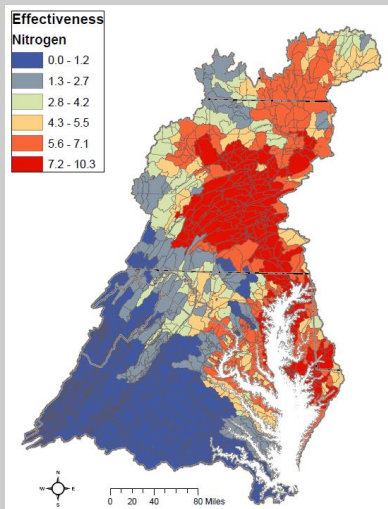 Effectiveness
Nitrogen
0.0 - 1.2
1.3 - 2.7
2.8 - 4.2
4.3 - 5.5
5.6 - 7.1
7.2 - 10.3
N
W E
S
0 20 40 80 Miles